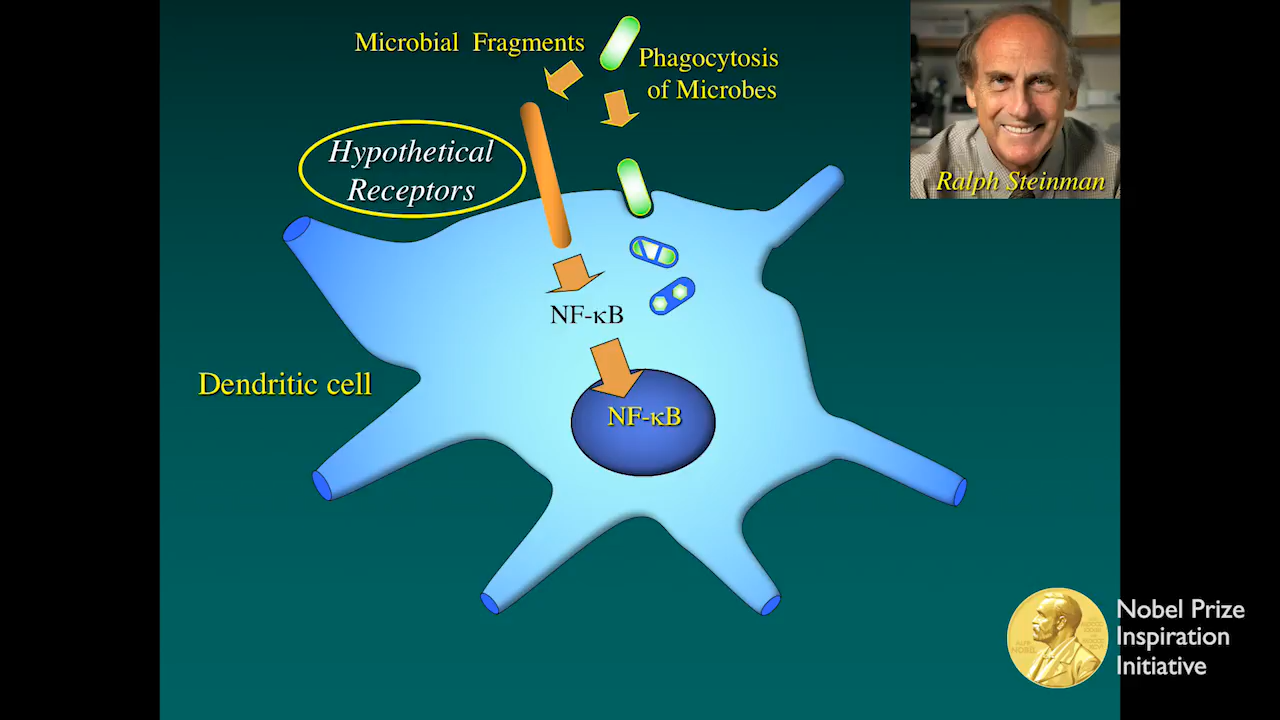 Microbial Fragments
Phagocytosis
of Microbes
Hypothetical
Receptors
Ralph Steinman
NF-κB
Dendritic cell
NF-κB
Nobel Prize
Inspiration
Initiative